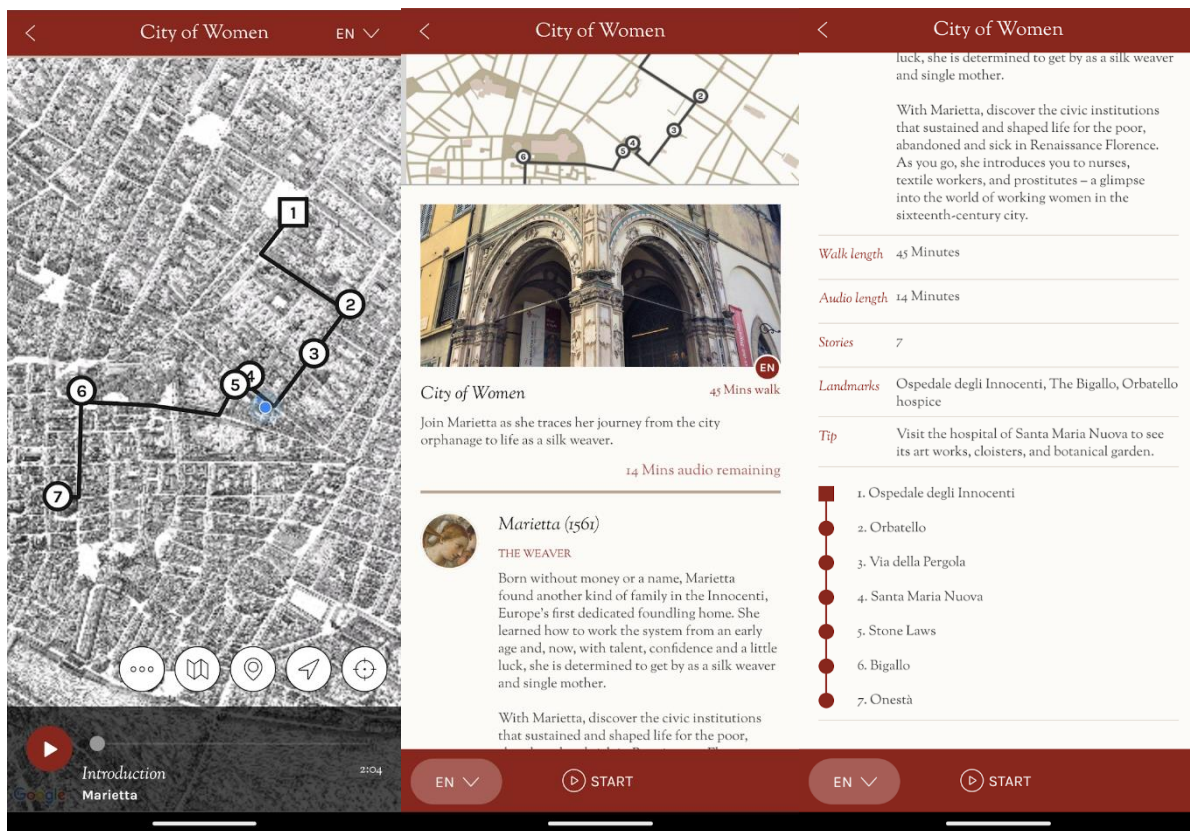 City of Women
EN
1
2
3
4
5
6
7
Introduction
2:04
Marietta
Google
City of Women
2
3
4
5
6
EN
City of Women
45 Mins walk
Join Marietta as she traces her journey from the city
orphanage to life as a silk weaver.
14 Mins audio remaining
Marietta (1561)
THE WEAVER
Born without money or a name, Marietta
found another kind of family in the Innocenti,
Europe's first dedicated foundling home. She
learned how to work the system from an early
age and, now, with talent, confidence and a little
luck, she is determined to get by as a silk weaver
and single mother.
With Marietta, discover the civic institutions
that sustained and shaped life for the poor,
EN
START
City of Women
luck, she is determined to get by as a silk weaver
and single mother.
With Marietta, discover the civic institutions
that sustained and shaped life for the poor,
abandoned and sick in Renaissance Florence.
As you go, she introduces you to nurses,
textile workers, and prostitutes – a glimpse
into the world of working women in the
sixteenth-century city.
Walk length 45 Minutes
Audio length 14 Minutes
Stories 7
Landmarks Ospedale degli Innocenti, The Bigallo, Orbatello
hospice
Tip Visit the hospital of Santa Maria Nuova to see
its art works, cloisters, and botanical garden.
1. Ospedale degli Innocenti
2. Orbatello
3. Via della Pergola
4. Santa Maria Nuova
5. Stone Laws
6. Bigallo
7. Onestà
EN
START